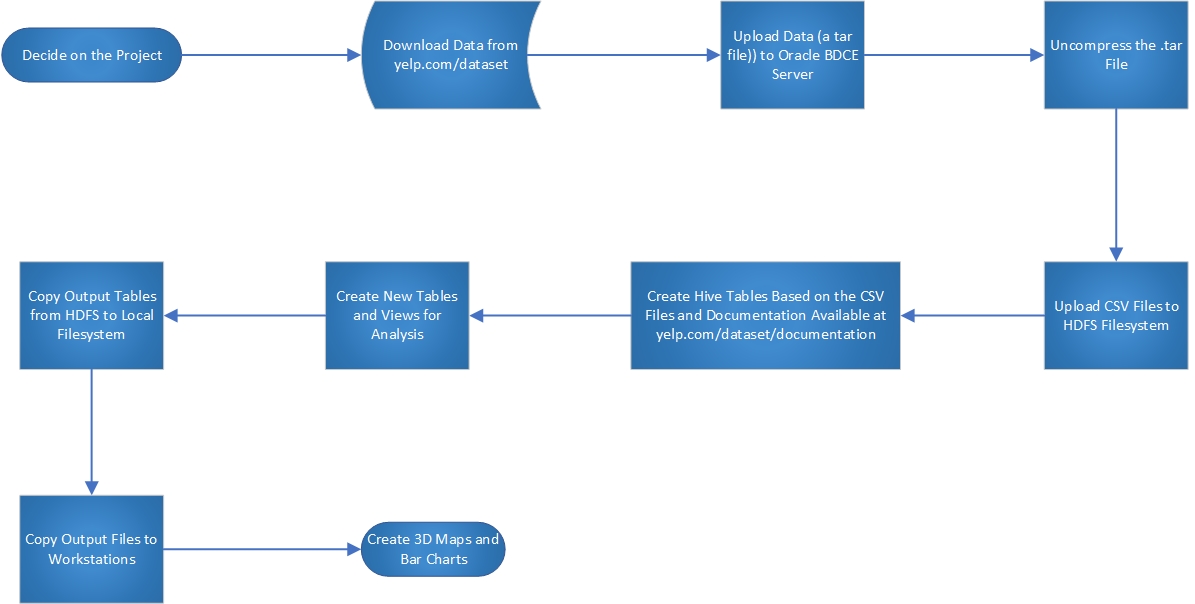 Decide on the Project
Download Data from
yelp.com/dataset
Upload Data (a tar
file)) to Oracle BDCE
Server
Uncompress the .tar
File
Upload CSV Files to
HDFS Filesystem
Create Hive Tables Based on the CSV
Files and Documentation Available at
yelp.com/dataset/documentation
Create New Tables
and Views for
Analysis
Copy Output Tables
from HDFS to Local
Filesystem
Copy Output Files to
Workstations
Create 3D Maps and
Bar Charts